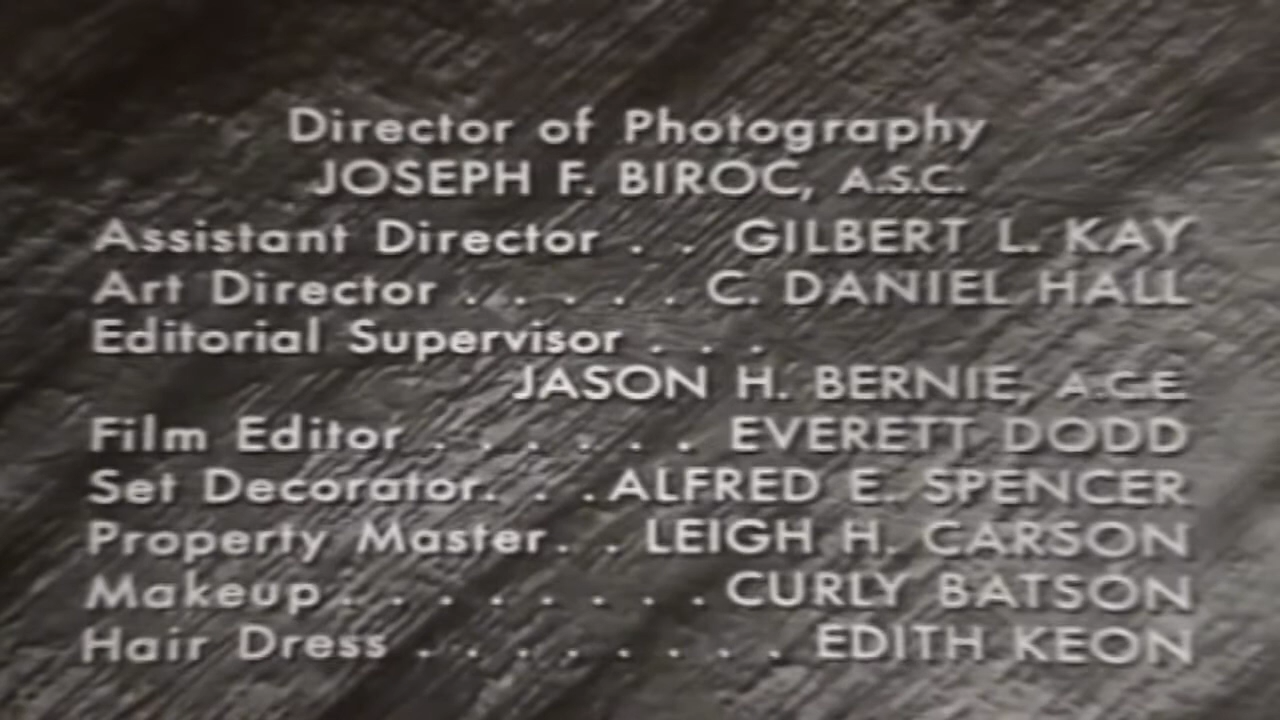 Director of Photography
JOSEPH F. BIROC, A.S.C.
Assistant Director . . GILBERT L. KAY
Art Director . . . . . C. DANIEL HALL
Editorial Supervisor . . .
JASON H. BERNIE, A.C.E.
Film Editor . . . . . . EVERETT DODD
Set Decorator. . . ALFRED E. SPENCER
Property Master. . LEIGH H. CARSON
Makeup . . . . . . . . CURLY BATSON
Hair Dress . . . . . . . . EDITH KEON